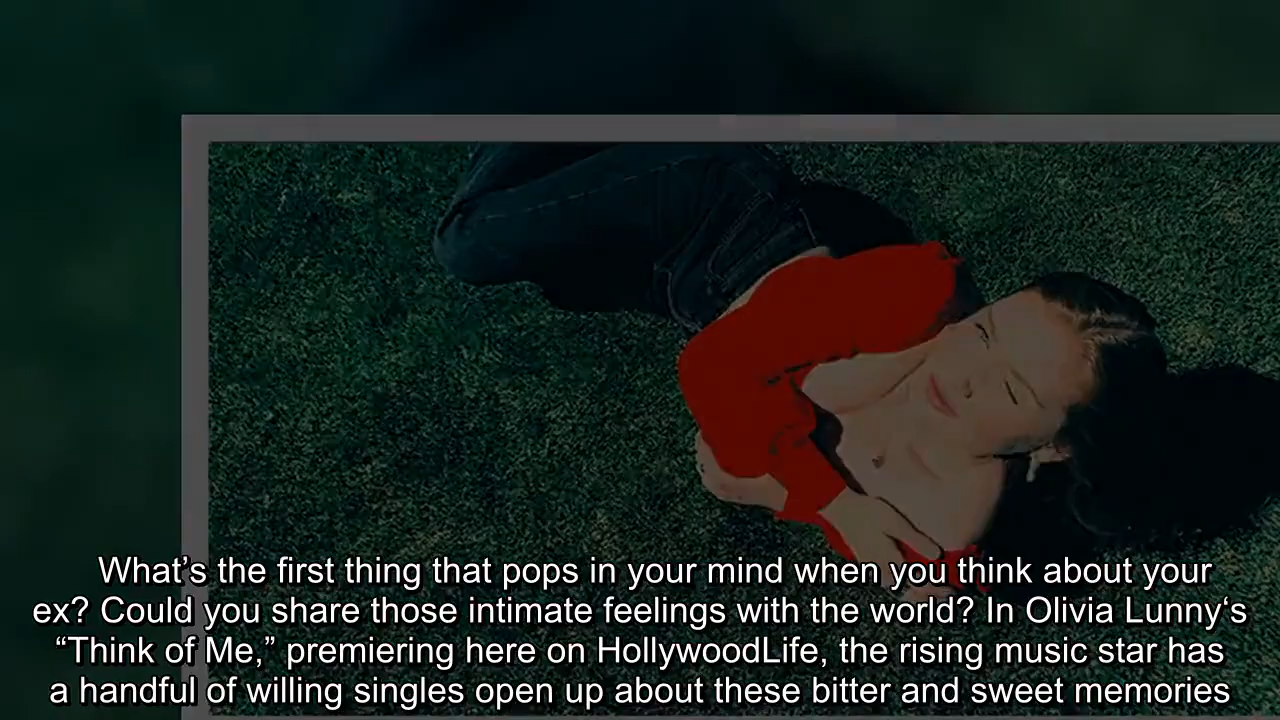 What’s the first thing that pops in your mind when you think about your
ex? Could you share those intimate feelings with the world? In Olivia Lunny‘s
“Think of Me,” premiering here on HollywoodLife, the rising music star has
a handful of willing singles open up about these bitter and sweet memories